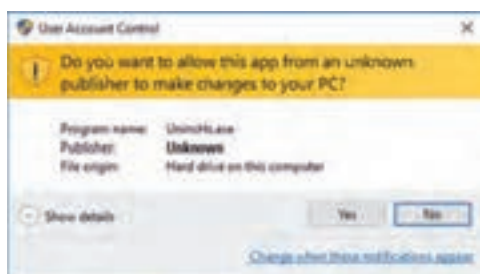 User Account Control
Do you want to allow this app from an unknown
publisher to make changes to your PC?
Program name:
Publisher: Unknown
File origin: Hard drive on this computer
Show details
Yes No
Change when these notifications appear